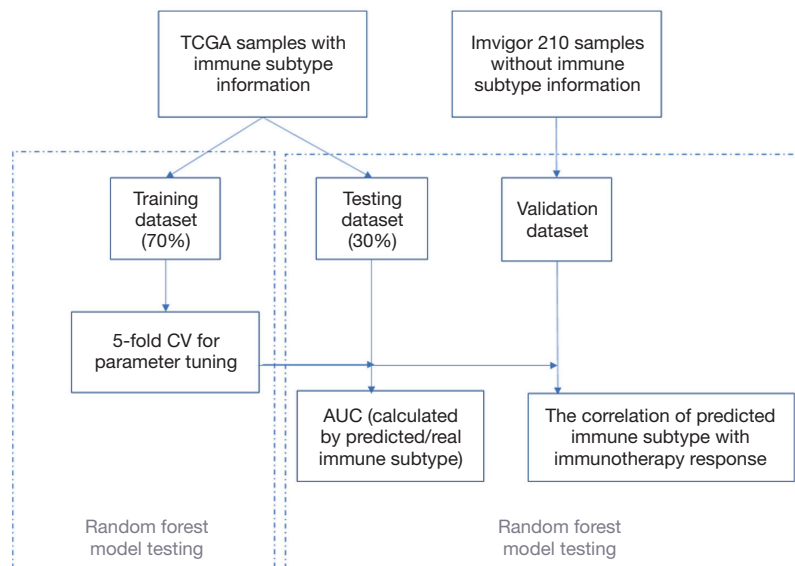 TCGA samples with
immune subtype
information
Imvigor 210 samples
without immune
subtype information
Training
dataset
(70%)
Testing
dataset
(30%)
Validation
dataset
5-fold CV for
parameter tuning
AUC (calculated
by predicted/real
immune subtype)
The correlation of predicted
immune subtype with
immunotherapy response
Random forest
model testing
Random forest
model testing